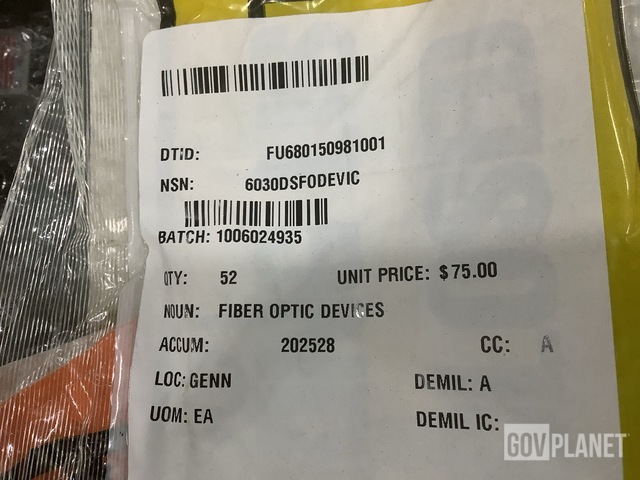 DTID: FU680150981001
NSN: 6030DSFODEVIC
BATCH: 1006024935
QTY: 52 UNIT PRICE: $75.00
NOUN: FIBER OPTIC DEVICES
ACCUM: 202528 CC: A
LOC: GENN DEMIL: A
UOM: EA DEMIL IC:
GOVPLANET